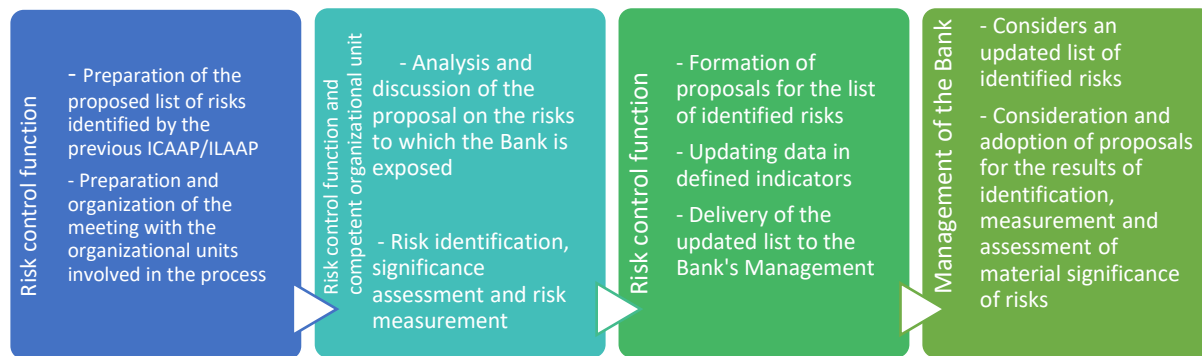 Risk control function
- Preparation of the
proposed list of risks
identified by the
previous ICAAP/ILAAP
- Preparation and
organization of the
meeting with the
organizational units
involved in the process
Risk control function and
competent organizational unit
- Analysis and
discussion of the
proposal on the risks
to which the Bank is
exposed
- Risk identification,
significance
assessment and risk
measurement
Risk control function
- Formation of
proposals for the list
of identified risks
- Updating data in
defined indicators
- Delivery of the
updated list to the
Bank's Management
Management of the Bank
- Considers an
updated list of
identified risks
- Consideration and
adoption of proposals
for the results of
identification,
measurement and
assessment of
material significance
of risks